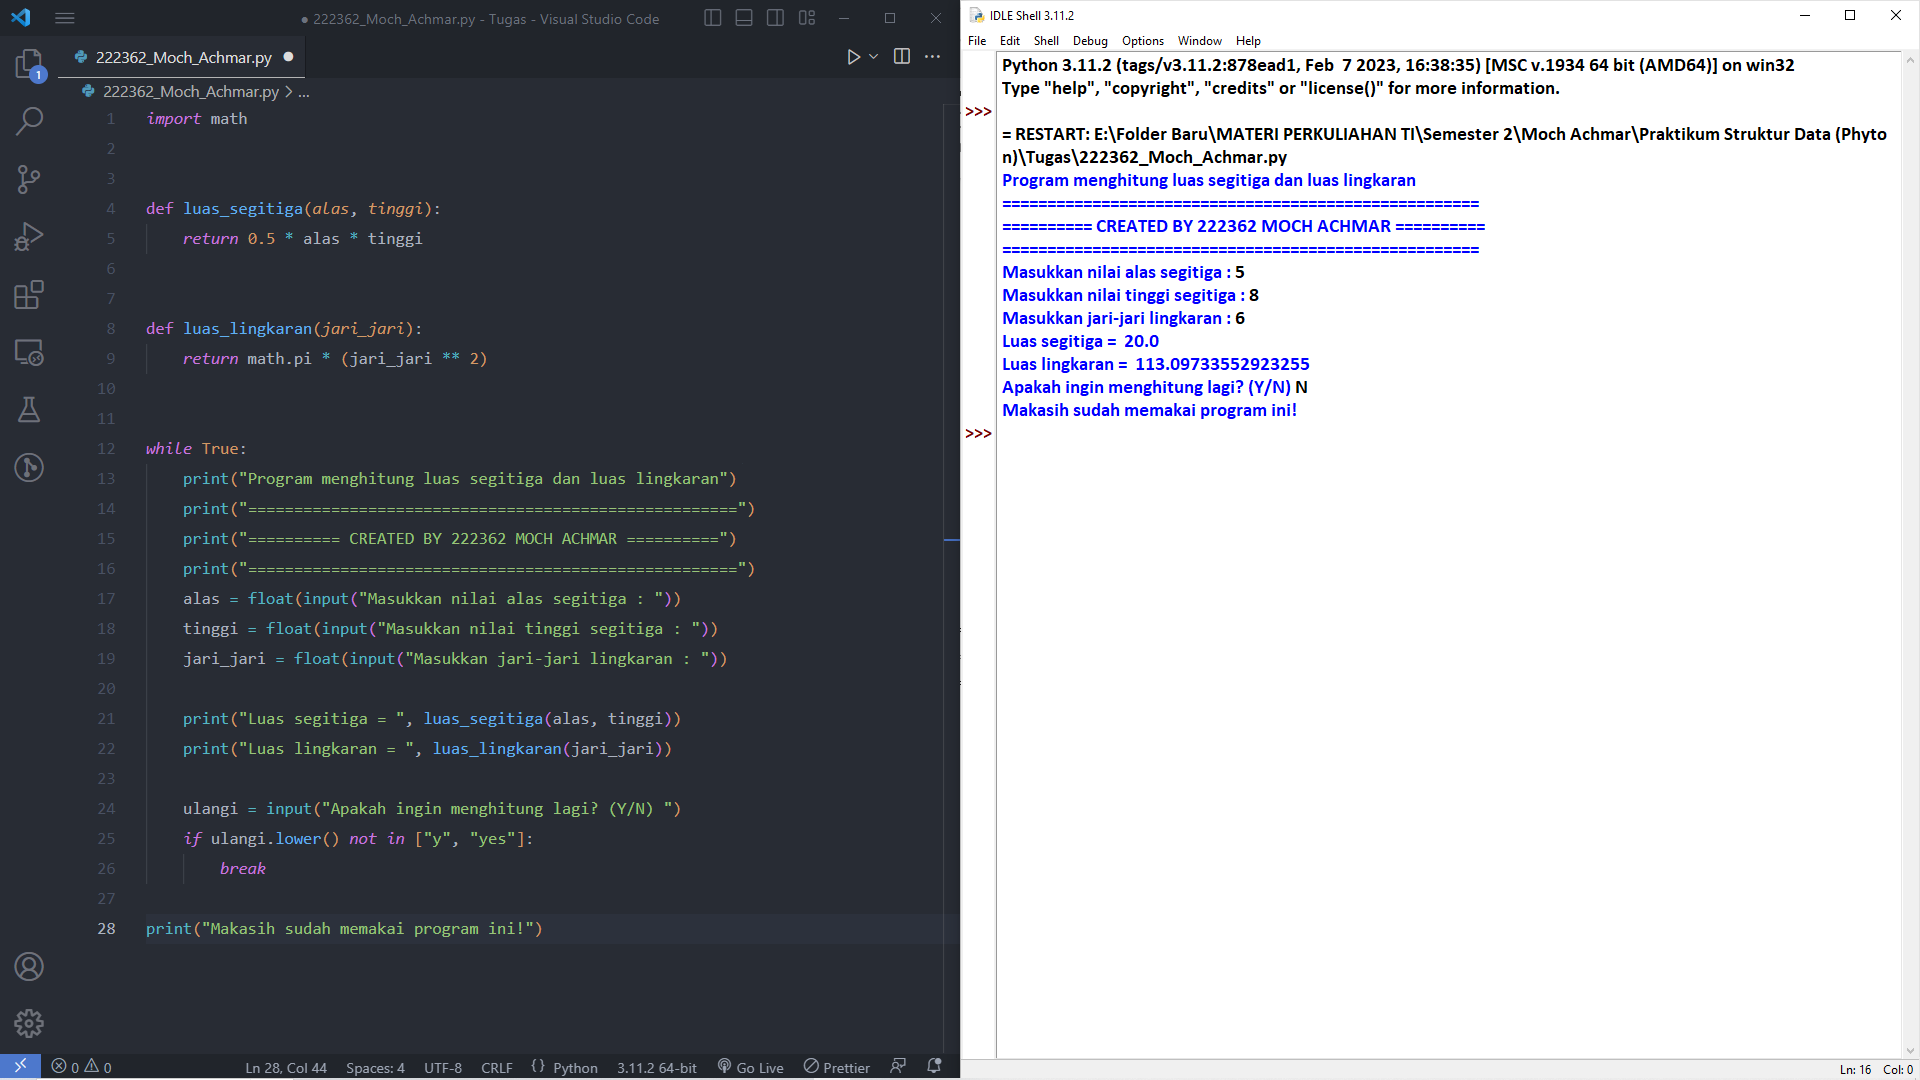 222362_Moch_Achmar.py - Tugas - Visual Studio Code
222362_Moch_Achmar.py
222362_Moch_Achmar.py > ...
1
1 import math
2
3
4 def luas_segitiga(alas, tinggi):
5 return 0.5 * alas * tinggi
6
7
8 def luas_lingkaran(jari_jari):
9 return math.pi * (jari_jari ** 2)
10
11
12 while True:
13 print("Program menghitung luas segitiga dan luas lingkaran")
14 print("=====================================================")
15 print("========== CREATED BY 222362 MOCH ACHMAR ==========")
16 print("=====================================================")
17 alas = float(input("Masukkan nilai alas segitiga : "))
18 tinggi = float(input("Masukkan nilai tinggi segitiga : "))
19 jari_jari = float(input("Masukkan jari-jari lingkaran : "))
20
21 print("Luas segitiga = ", luas_segitiga(alas, tinggi))
22 print("Luas lingkaran = ", luas_lingkaran(jari_jari))
23
24 ulangi = input("Apakah ingin menghitung lagi? (Y/N) ")
25 if ulangi.lower() not in ["y", "yes"]:
26 break
27
28 print("Makasih sudah memakai program ini!")
0 0 Ln 28, Col 44 Spaces: 4 UTF-8 CRLF {} Python 3.11.2 64-bit Go Live Prettier
IDLE Shell 3.11.2
File Edit Shell Debug Options Window Help
Python 3.11.2 (tags/v3.11.2:878ead1, Feb 7 2023, 16:38:35) [MSC v.1934 64 bit (AMD64)] on win32
Type "help", "copyright", "credits" or "license()" for more information.
>>>
= RESTART: E:\Folder Baru\MATERI PERKULIAHAN TI\Semester 2\Moch Achmar\Praktikum Struktur Data (Phyto
n)\Tugas\222362_Moch_Achmar.py
Program menghitung luas segitiga dan luas lingkaran
=====================================================
========== CREATED BY 222362 MOCH ACHMAR ==========
=====================================================
Masukkan nilai alas segitiga : 5
Masukkan nilai tinggi segitiga : 8
Masukkan jari-jari lingkaran : 6
Luas segitiga = 20.0
Luas lingkaran = 113.09733552923255
Apakah ingin menghitung lagi? (Y/N) N
Makasih sudah memakai program ini!
>>>
Ln: 16 Col: 0